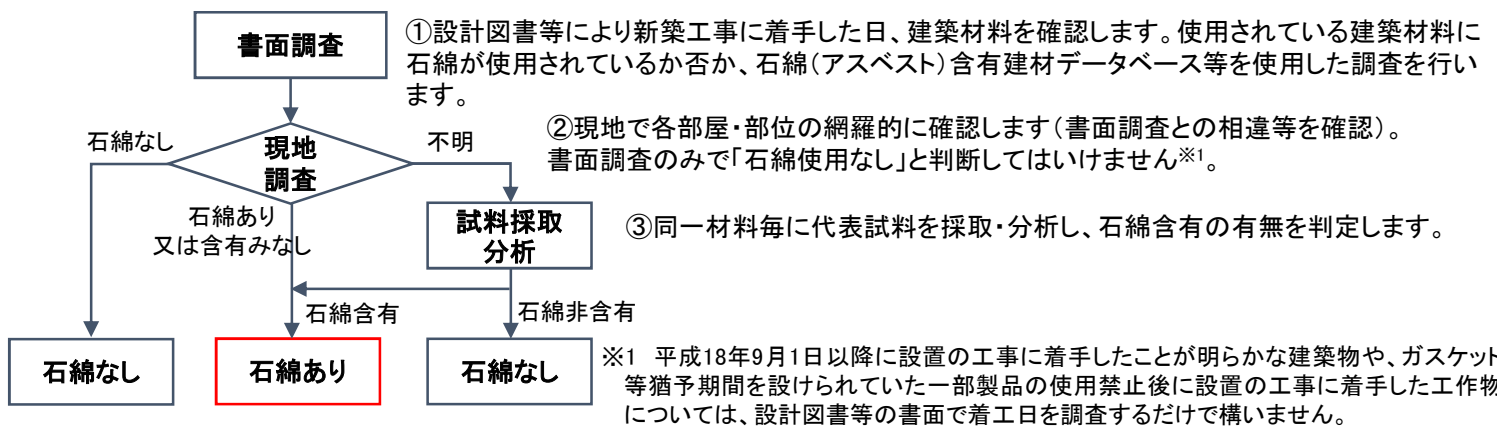 書面調査
①設計図書等により新築工事に着手した日、建築材料を確認します。使用されている建築材料に
石綿が使用されているか否か、石綿(アスベスト)含有建材データベース等を使用した調査を行い
ます。
石綿なし
現地
調査
不明
②現地で各部屋・部位の網羅的に確認します(書面調査との相違等を確認)。
書面調査のみで「石綿使用なし」と判断してはいけません※1。
石綿あり
又は含有みなし
試料採取
分析
③同一材料毎に代表試料を採取・分析し、石綿含有の有無を判定します。
石綿含有
石綿非含有
石綿なし
石綿あり
石綿なし
※1 平成18年9月1日以降に設置の工事に着手したことが明らかな建築物や、ガスケット
等猶予期間を設けられていた一部製品の使用禁止後に設置の工事に着手した工作物
については、設計図書等の書面で着工日を調査するだけで構いません。